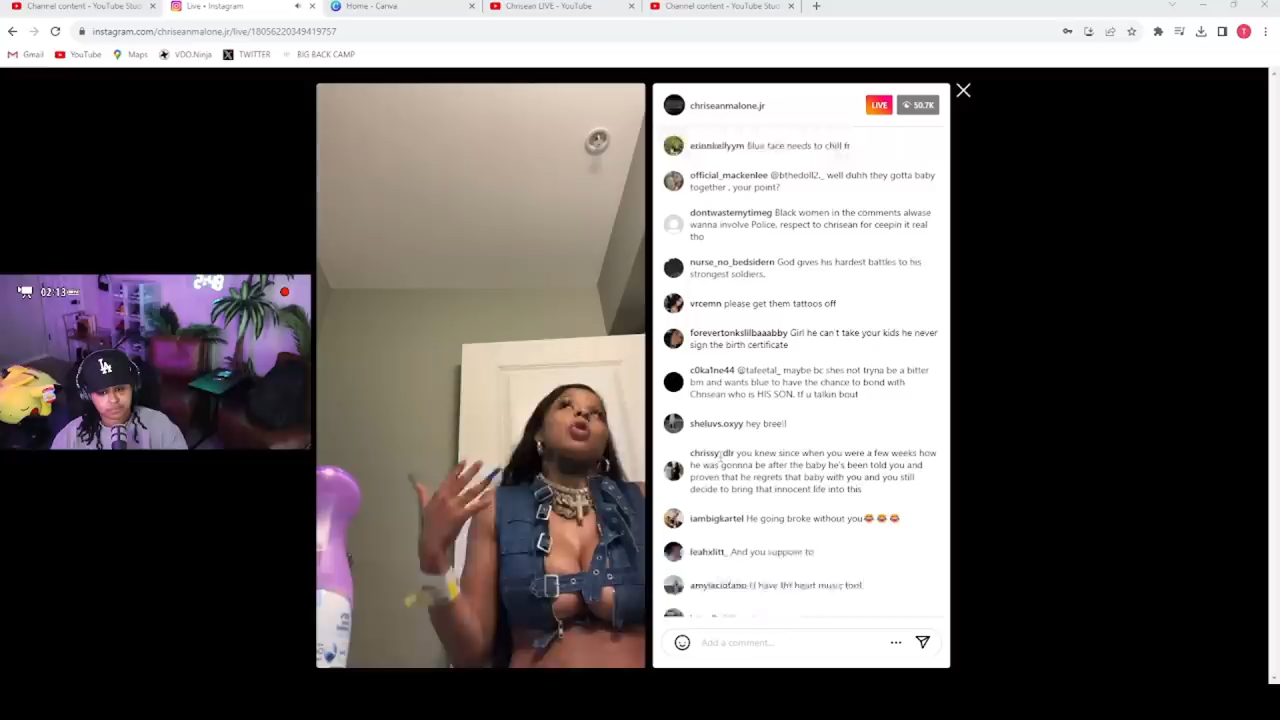 Channel content - YouTube Stud
Live • Instagram
Home - Canva
Chrisean LIVE - YouTube
Channel content - YouTube Stud
instagram.com/chriseanmalone.jr/live/18056220349419757
T
Gmail
YouTube
Maps
VDO.Ninja
TWITTER
BIG BACK CAMP
chriseanmalone.jr
LIVE
50.7K
erionkellyym Blue face needs to chill fr
official_mackenlee @bthedoll2._ well duhh they gotta baby
together , your point?
dontwastemytimeg Black women in the comments alwase
wanna involve Police, respect to chrisean for ceepin it real
tho
nurse_no_bedsidern God gives his hardest battles to his
strongest soldiers.
vrcemn please get them tattoos off
forevertonkslilbaaabby Girl he can't take your kids he never
sign the birth certificate
c0ka1ne44 @tafeetal_ maybe bc shes not tryna be a bitter
bm and wants blue to have the chance to bond with
Chrisean who is HIS SON. tf u talkin bout
sheluvs.oxyy hey bree!!
chrissy.dlr you knew since when you were a few weeks how
he was gonnna be after the baby he's been told you and
proven that he regrets that baby with you and you still
decide to bring that innocent life into this
iambigkartel He going broke without you😂😂😂
leahxlitt_ And you suppose to
have
heart music
Add a comment...
02:13
LA